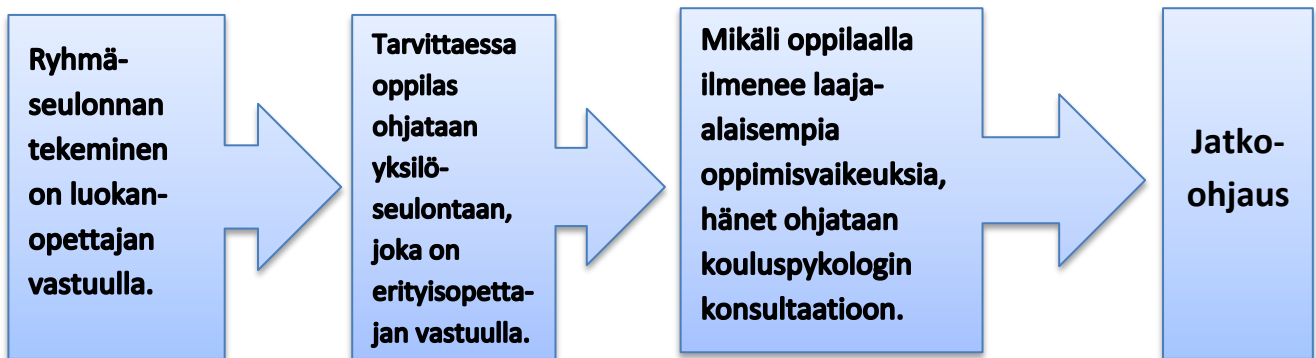 Ryhmä-
seulonnan
tekeminen
on luokan-
opettajan
vastuulla.
Tarvittaessa
oppilas
ohjataan
yksilö-
seulontaan,
joka on
erityisopetta-
jan vastuulla.
Mikäli oppilaalla
ilmenee laaja-
alaisempia
oppimisvaikeuksia,
hänet ohjataan
kouluspykologin
konsultaatioon.
Jatko-
ohjaus